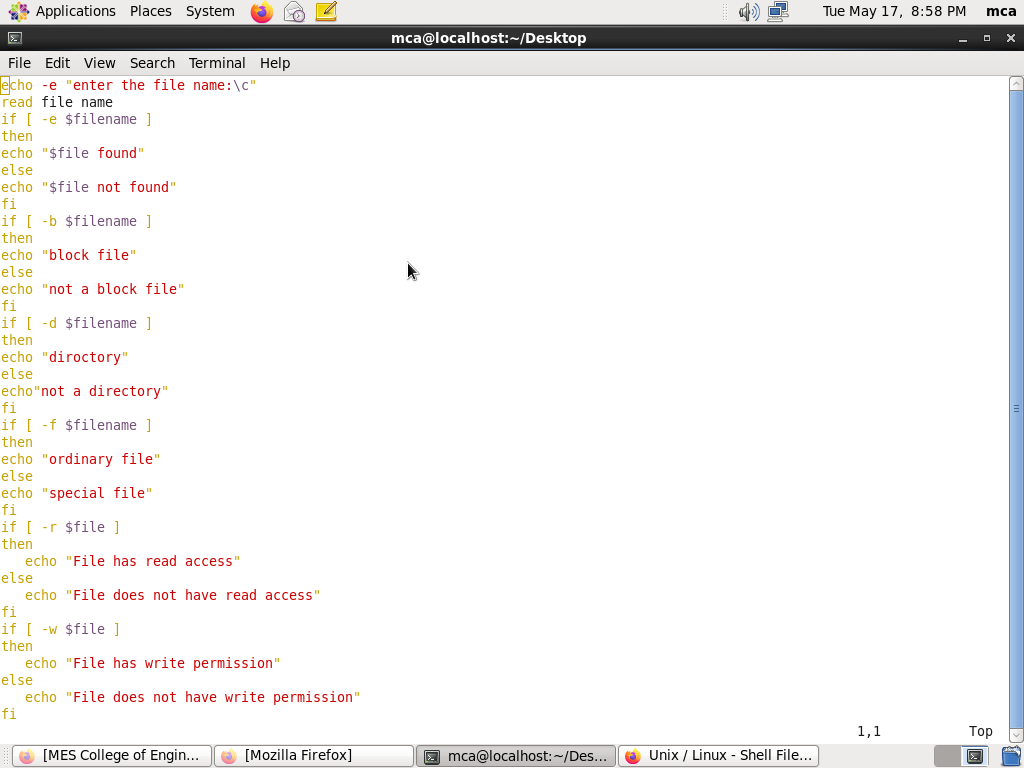 Applications Places System Tue May 17, 8:58 PM mca
mca@localhost:~/Desktop
File Edit View Search Terminal Help
echo -e "enter the file name:\c"
read file name
if [ -e $filename ]
then
echo "$file found"
else
echo "$file not found"
fi
if [ -b $filename ]
then
echo "block file"
else
echo "not a block file"
fi
if [ -d $filename ]
then
echo "diroctory"
else
echo"not a directory"
fi
if [ -f $filename ]
then
echo "ordinary file"
else
echo "special file"
fi
if [ -r $file ]
then
   echo "File has read access"
else
   echo "File does not have read access"
fi
if [ -w $file ]
then
   echo "File has write permission"
else
   echo "File does not have write permission"
fi
1,1 Top
[MES College of Engin... [Mozilla Firefox] mca@localhost:~/Des... Unix / Linux - Shell File...